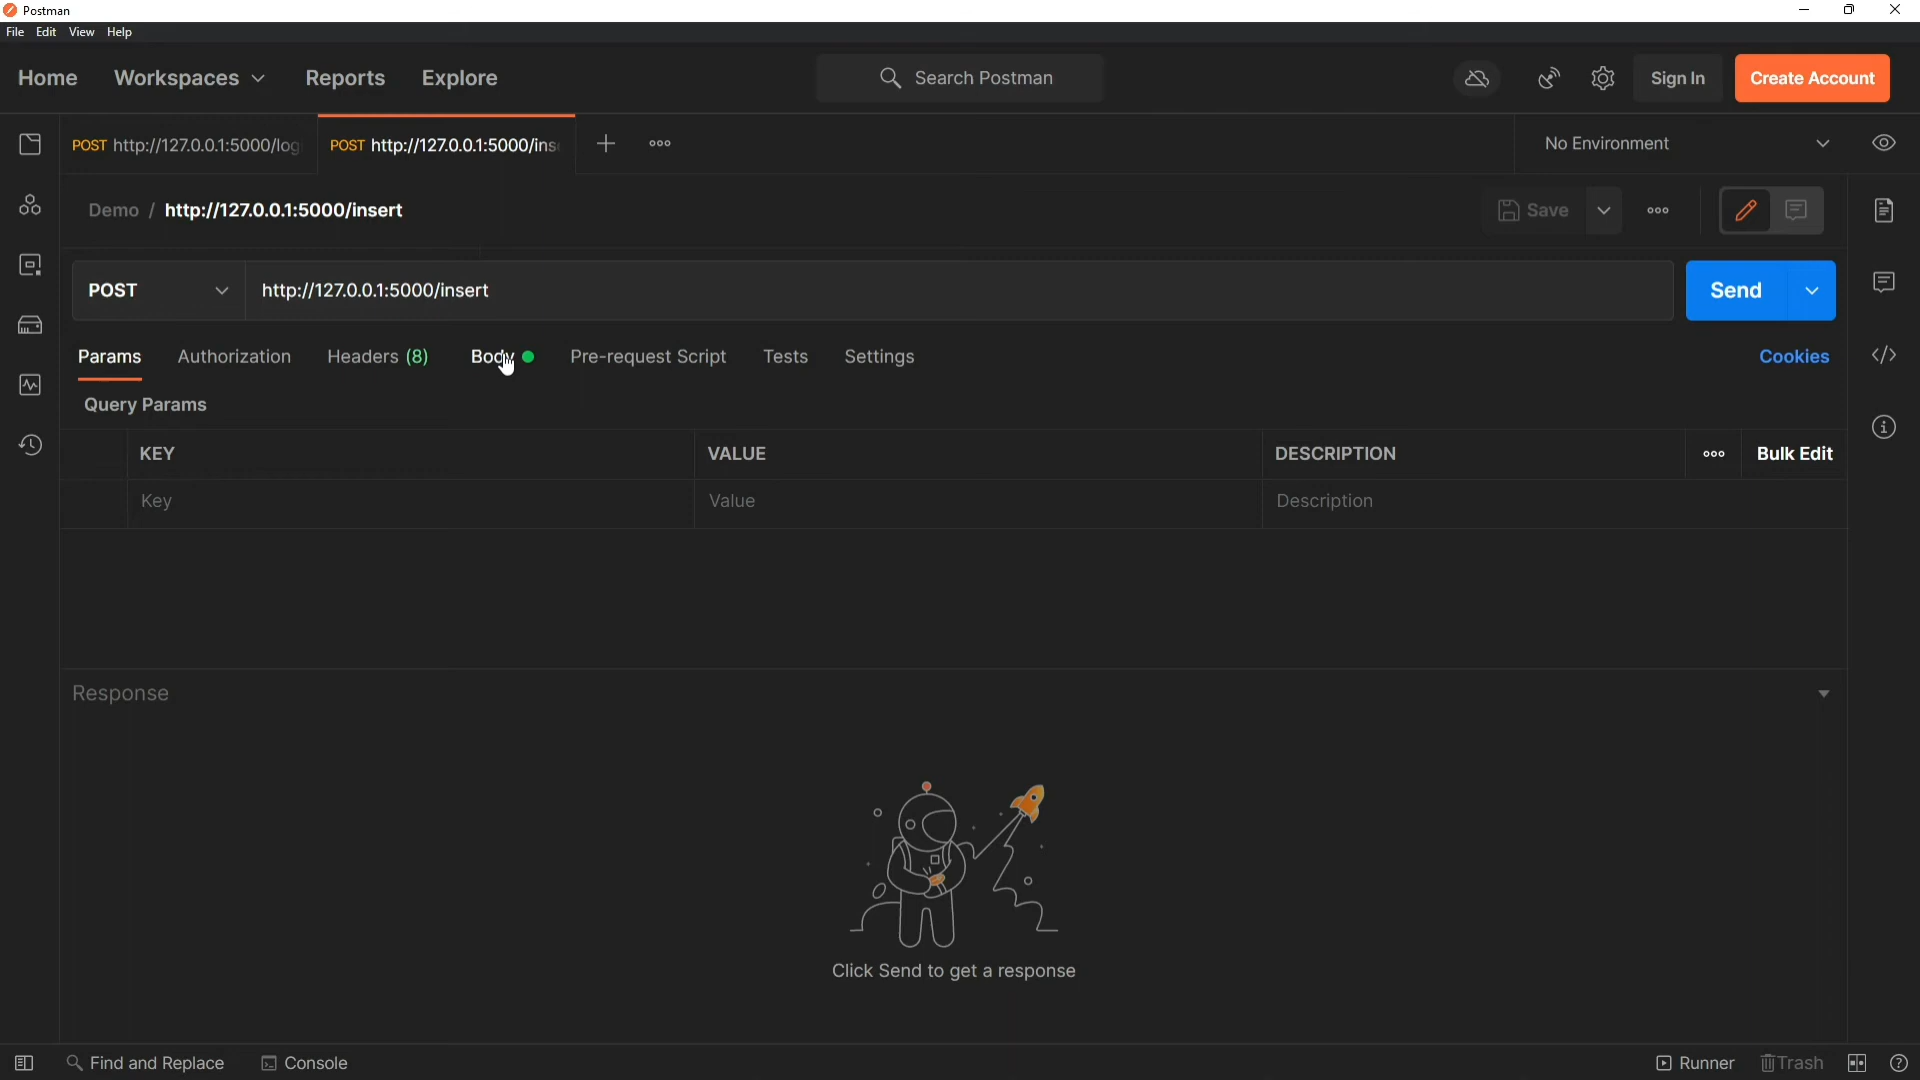 Postman
File Edit View Help
Home Workspaces Reports Explore Search Postman Sign In Create Account
POST http://127.0.0.1:5000/log POST http://127.0.0.1:5000/ins No Environment
Demo / http://127.0.0.1:5000/insert Save
POST http://127.0.0.1:5000/insert Send
Params Authorization Headers (8) Body Pre-request Script Tests Settings Cookies
Query Params
KEY VALUE DESCRIPTION Bulk Edit
Key Value Description
Response
Click Send to get a response
Find and Replace Console Runner Trash